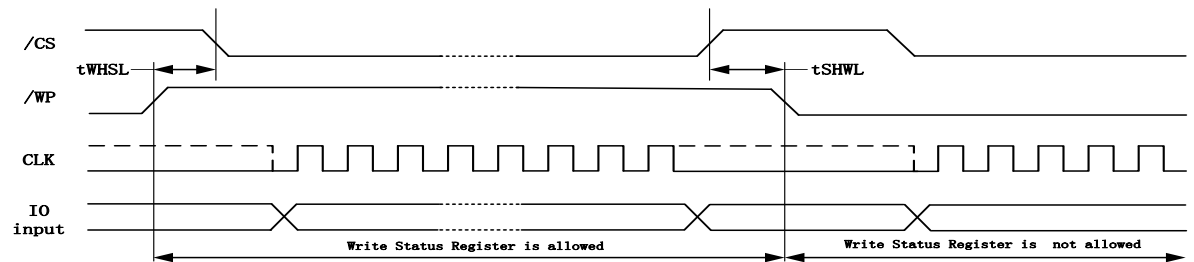 /CS
tWHSL
tSHWL
/WP
CLK
IO
input
Write Status Register is allowed
Write Status Register is not allowed